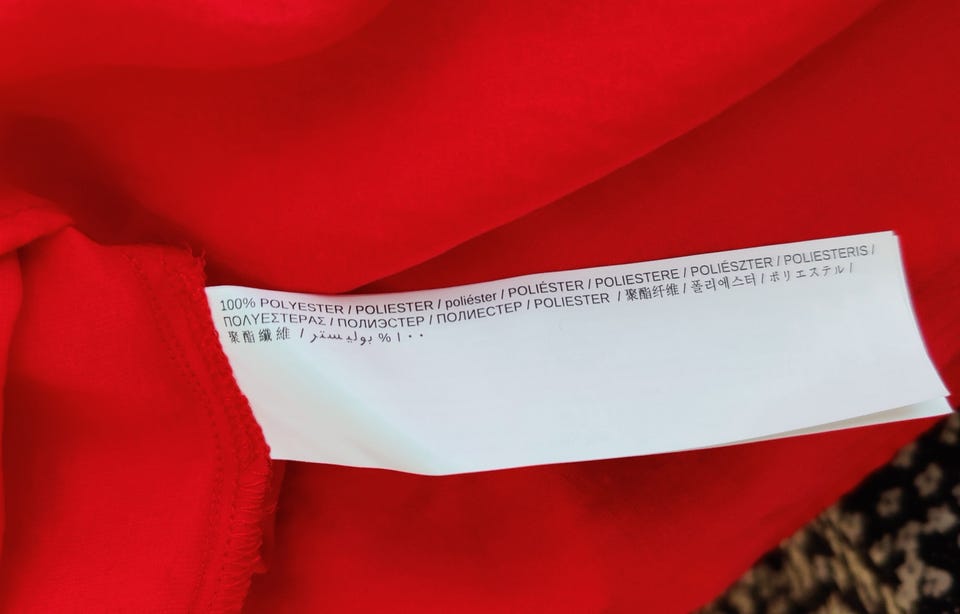 100% POLYESTER / POLIESTER / poliéster / POLIÉSTER / POLIESTERE / POLIÉSZTER / POLIESTERIS /
ΠΟΛΥΕΣΤΕΡΑΣ / ПОЛИЭСТЕР / ПОЛИЕСТЕР / POLIESTER / 聚酯纤维 / 폴리에스터 / ポリエステル /
聚酯纖維 / بوليستر % ١٠٠